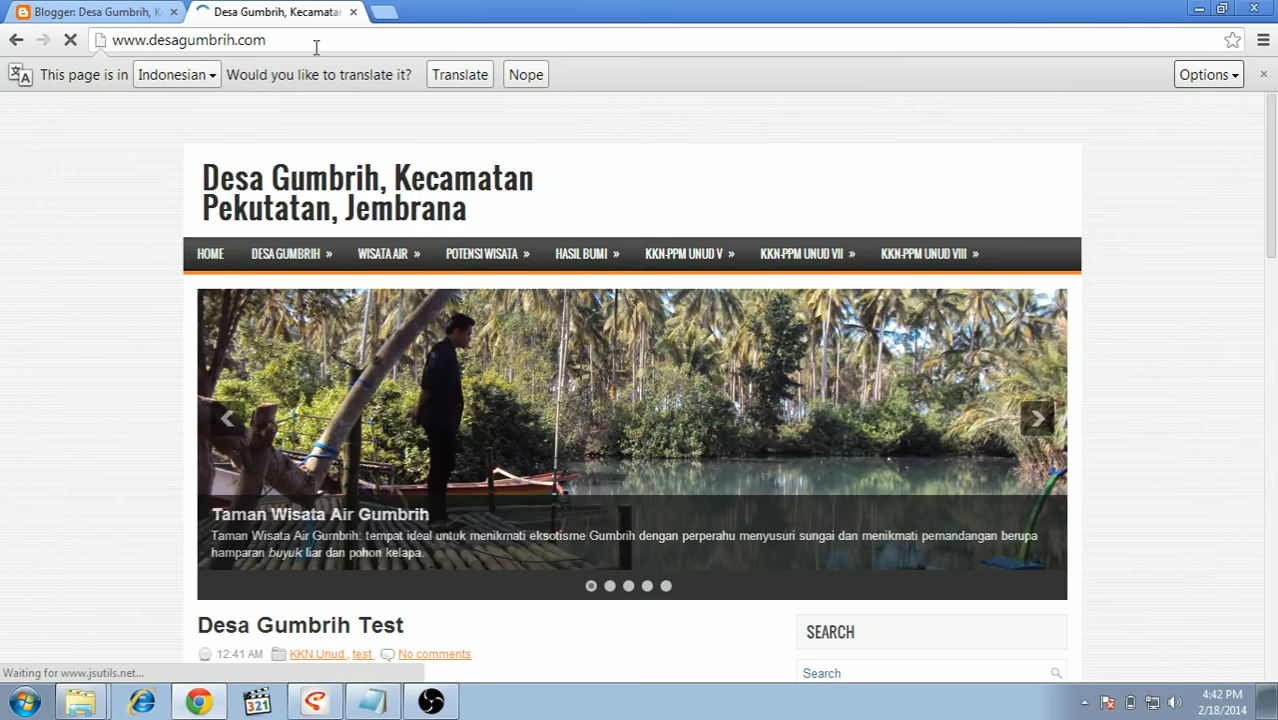 Blogger: Desa Gumbrih, K
Desa Gumbrih, Kecamatan
www.desagumbrih.com
This page is in Indonesian Would you like to translate it? Translate Nope Options
Desa Gumbrih, Kecamatan
Pekutatan, Jembrana
HOME DESA GUMBRIH » WISATA AIR » POTENSI WISATA » HASIL BUMI » KKN-PPM UNUD V » KKN-PPM UNUD VII » KKN-PPM UNUD VIII »
Taman Wisata Air Gumbrih
Taman Wisata Air Gumbrih: tempat ideal untuk menikmati eksotisme Gumbrih dengan perperahu menyusuri sungai dan menikmati pemandangan berupa
hamparan buyuk liar dan pohon kelapa.
Desa Gumbrih Test
SEARCH
12:41 AM KKN Unud , test No comments
Search
Waiting for www.jsutils.net...
321
4:42 PM
2/18/2014